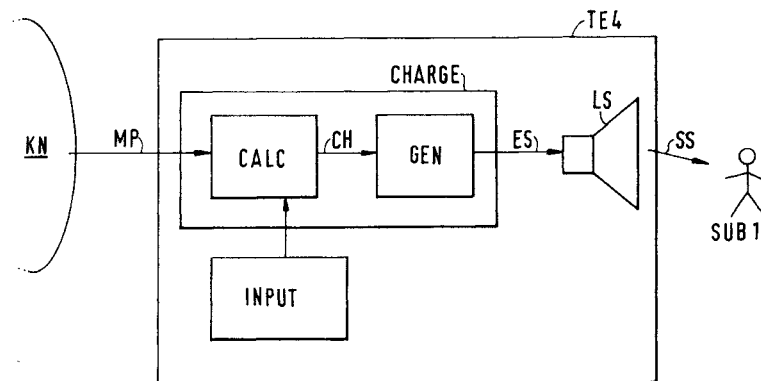 TE4
CHARGE
LS
KN
MP
CALC
CH
GEN
ES
SS
SUB 1
INPUT